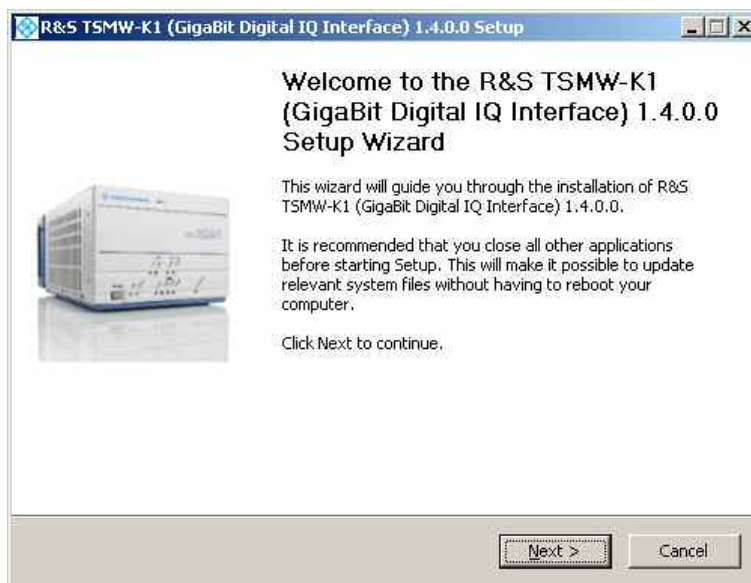 R&S TSMW-K1 (GigaBit Digital IQ Interface) 1.4.0.0 Setup
Welcome to the R&S TSMW-K1
(GigaBit Digital IQ Interface) 1.4.0.0
Setup Wizard
This wizard will guide you through the installation of R&S
TSMW-K1 (GigaBit Digital IQ Interface) 1.4.0.0.
It is recommended that you close all other applications
before starting Setup. This will make it possible to update
relevant system files without having to reboot your
computer.
Click Next to continue.
Next >
Cancel